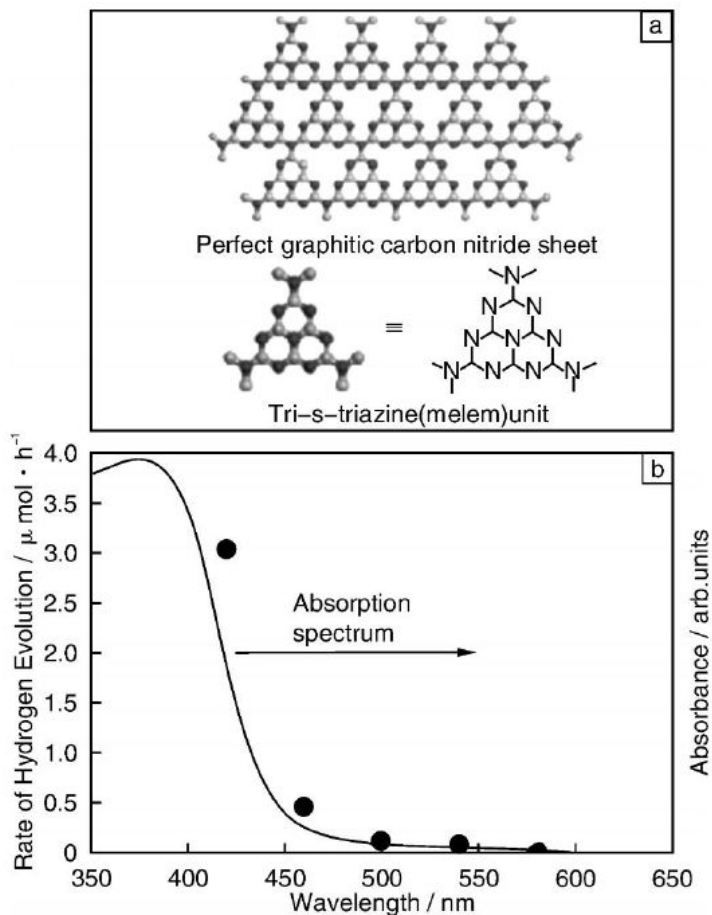 a
Perfect graphitic carbon nitride sheet
N
N N
≡
N N N
N N N N
Tri-s-triazine(melem)unit
b
Rate of Hydrogen Evolution / μ mol · h⁻¹
4.0
3.5
3.0
2.5
2.0
1.5
1.0
0.5
0
Absorption
spectrum
Absorbance / arb.units
350 400 450 500 550 600 650
Wavelength / nm